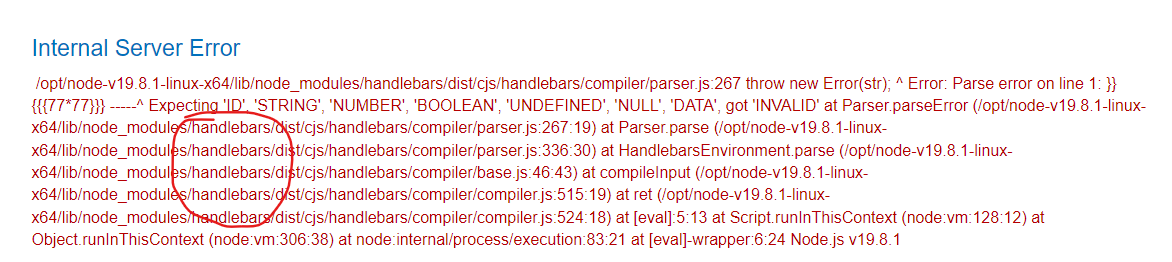 Internal Server Error
/opt/node-v19.8.1-linux-x64/lib/node_modules/handlebars/dist/cjs/handlebars/compiler/parser.js:267 throw new Error(str); ^ Error: Parse error on line 1: }}
{{{77*77}}} -----^ Expecting 'ID', 'STRING', 'NUMBER', 'BOOLEAN', 'UNDEFINED', 'NULL', 'DATA', got 'INVALID' at Parser.parseError (/opt/node-v19.8.1-linux-
x64/lib/node_modules/handlebars/dist/cjs/handlebars/compiler/parser.js:267:19) at Parser.parse (/opt/node-v19.8.1-linux-
x64/lib/node_modules/handlebars/dist/cjs/handlebars/compiler/parser.js:336:30) at HandlebarsEnvironment.parse (/opt/node-v19.8.1-linux-
x64/lib/node_modules/handlebars/dist/cjs/handlebars/compiler/base.js:46:43) at compileInput (/opt/node-v19.8.1-linux-
x64/lib/node_modules/handlebars/dist/cjs/handlebars/compiler/compiler.js:515:19) at ret (/opt/node-v19.8.1-linux-
x64/lib/node_modules/handlebars/dist/cjs/handlebars/compiler/compiler.js:524:18) at [eval]:5:13 at Script.runInThisContext (node:vm:128:12) at
Object.runInThisContext (node:vm:306:38) at node:internal/process/execution:83:21 at [eval]-wrapper:6:24 Node.js v19.8.1